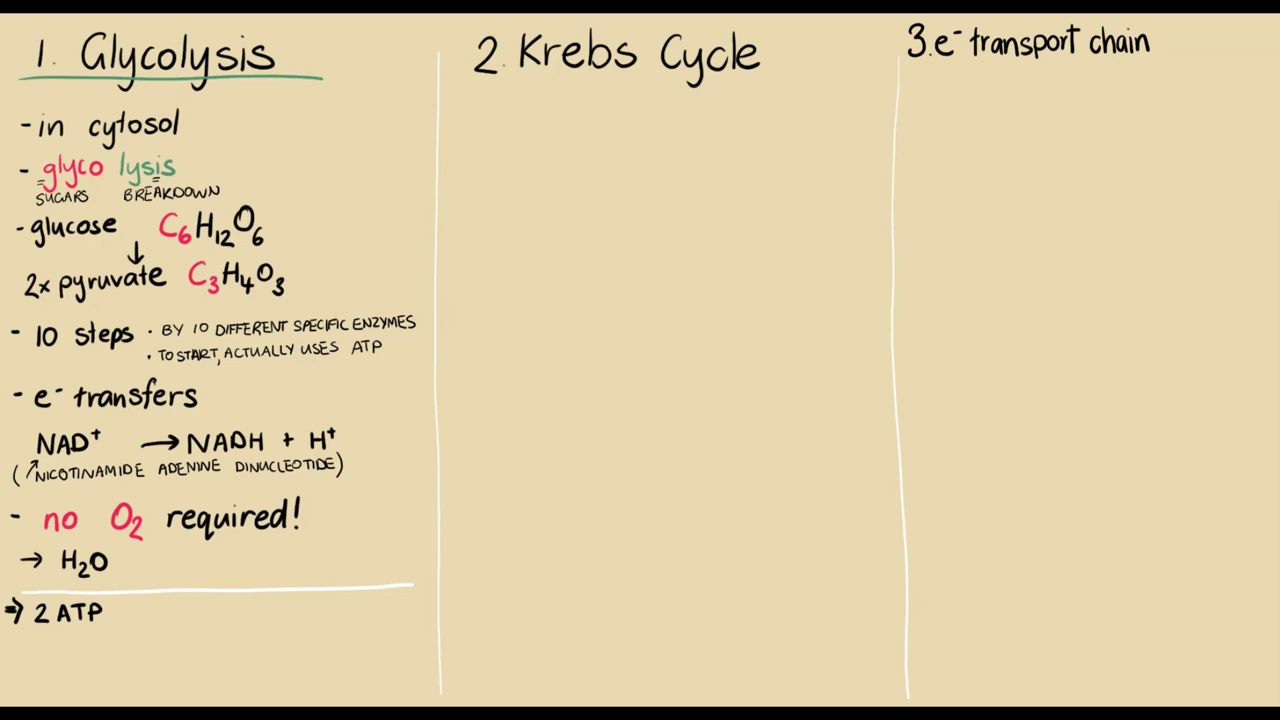 1. Glycolysis
- in cytosol
- glyco lysis
= SUGARS = BREAKDOWN
- glucose C6H12O6
↓
2x pyruvate C3H4O3
- 10 steps · BY 10 DIFFERENT SPECIFIC ENZYMES
· TO START, ACTUALLY USES ATP
- e⁻ transfers
NAD⁺ → NADH + H⁺
(↗NICOTINAMIDE ADENINE DINUCLEOTIDE)
- no O2 required!
→ H2O
⇒ 2 ATP
2. Krebs Cycle
3. e⁻ transport chain